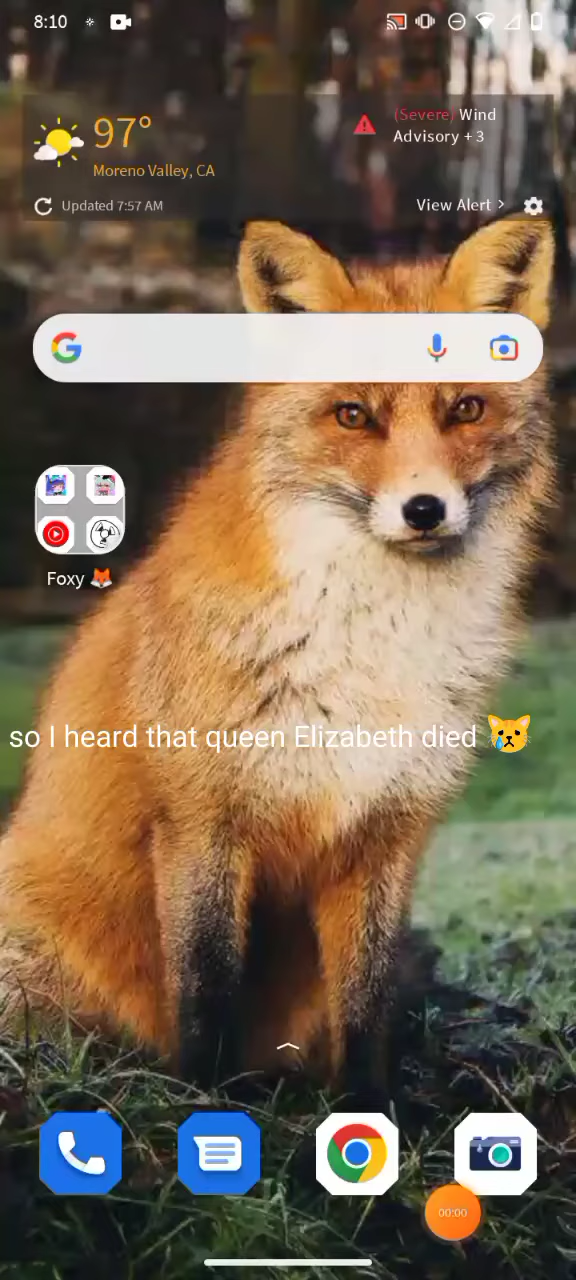 8:10
97°
(Severe) Wind
Advisory + 3
Moreno Valley, CA
Updated 7:57 AM
View Alert >
Foxy 🦊
so I heard that queen Elizabeth died 😿
00:00